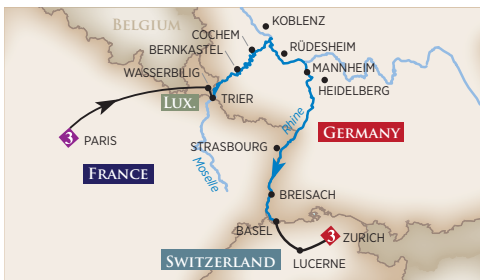 BELGIUM
KOBLENZ
COCHEM
BERNKASTEL
RÜDESHEIM
WASSERBILIG
MANNHEIM
HEIDELBERG
LUX.
TRIER
Rhine
GERMANY
3
PARIS
STRASBOURG
FRANCE
Moselle
BREISACH
BASEL
3
ZURICH
SWITZERLAND
LUCERNE